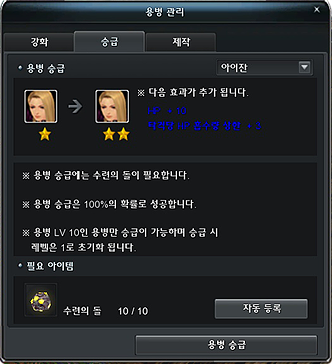 용병 관리
강화
승급
제작
용병 승급
아이잔
※ 다음 효과가 추가 됩니다.
※ 용병 승급에는 수련의 돌이 필요합니다.
※ 용병 승급은 100%의 확률로 성공합니다.
※ 용병 LV 10인 용병만 승급이 가능하며 승급 시
레벨은 1로 초기화 됩니다.
필요 아이템
수련의 돌 10 / 10
자동 등록
용병 승급